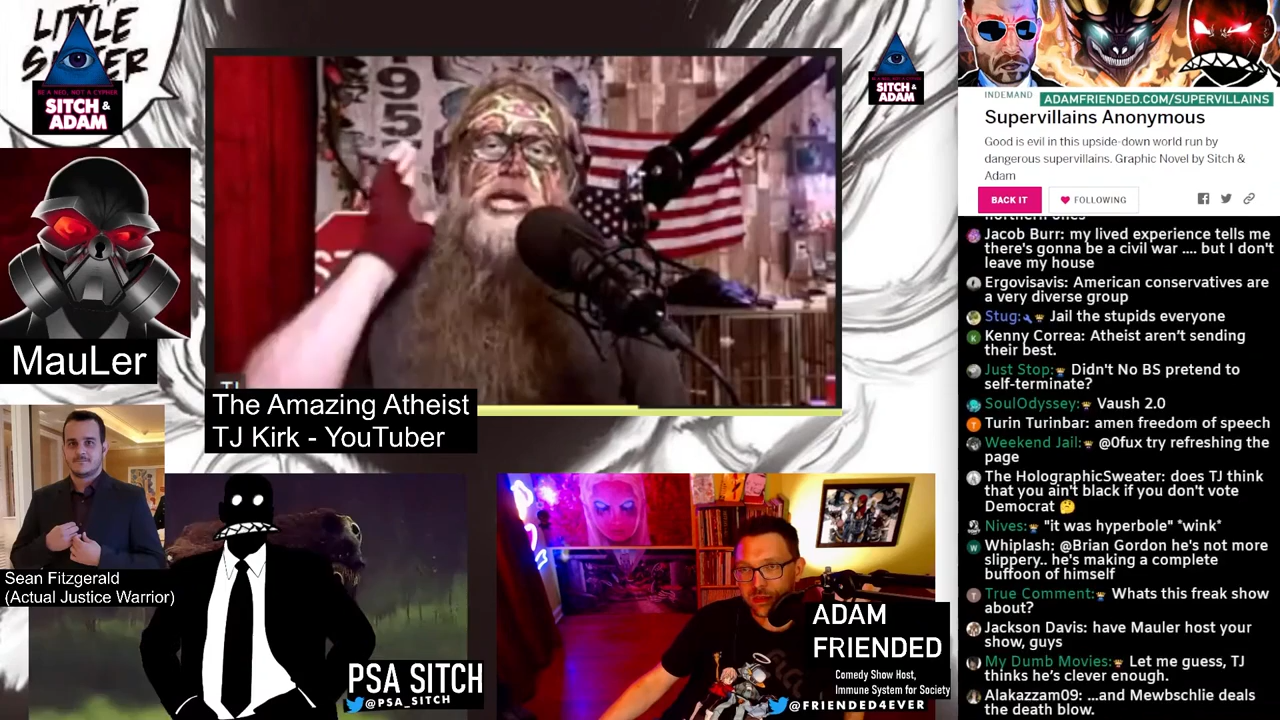 LITTLE
BE A NEO, NOT A CYPHER
SITCH &
ADAM
MauLer
Sean Fitzgerald
(Actual Justice Warrior)
195
The Amazing Atheist
TJ Kirk - YouTuber
SITCH &
ADAM
PSA SITCH
@PSA_SITCH
ADAM
FRIENDED
Comedy Show Host,
Immune System for Society
@FRIENDED4EVER
INDEMAND
ADAMFRIENDED.COM/SUPERVILLAINS
Supervillains Anonymous
Good is evil in this upside-down world run by
dangerous supervillains. Graphic Novel by Sitch &
Adam
BACK IT
FOLLOWING
northern ones
Jacob Burr: my lived experience tells me
there's gonna be a civil war .... but I don't
leave my house
Ergovisavis: American conservatives are
a very diverse group
Stug: Jail the stupids everyone
Kenny Correa: Atheist aren't sending
their best.
Just Stop: Didn't No BS pretend to
self-terminate?
SoulOdyssey: Vaush 2.0
Turin Turinbar: amen freedom of speech
Weekend Jail: @0fux try refreshing the
page
The HolographicSweater: does TJ think
that you ain't black if you don't vote
Democrat 🤔
Nives: "it was hyperbole" *wink*
Whiplash: @Brian Gordon he's not more
slippery.. he's making a complete
buffoon of himself
True Comment: Whats this freak show
about?
Jackson Davis: have Mauler host your
show, guys
My Dumb Movies: Let me guess, TJ
thinks he's clever enough.
Alakazzam09: ...and Mewbschlie deals
the death blow.